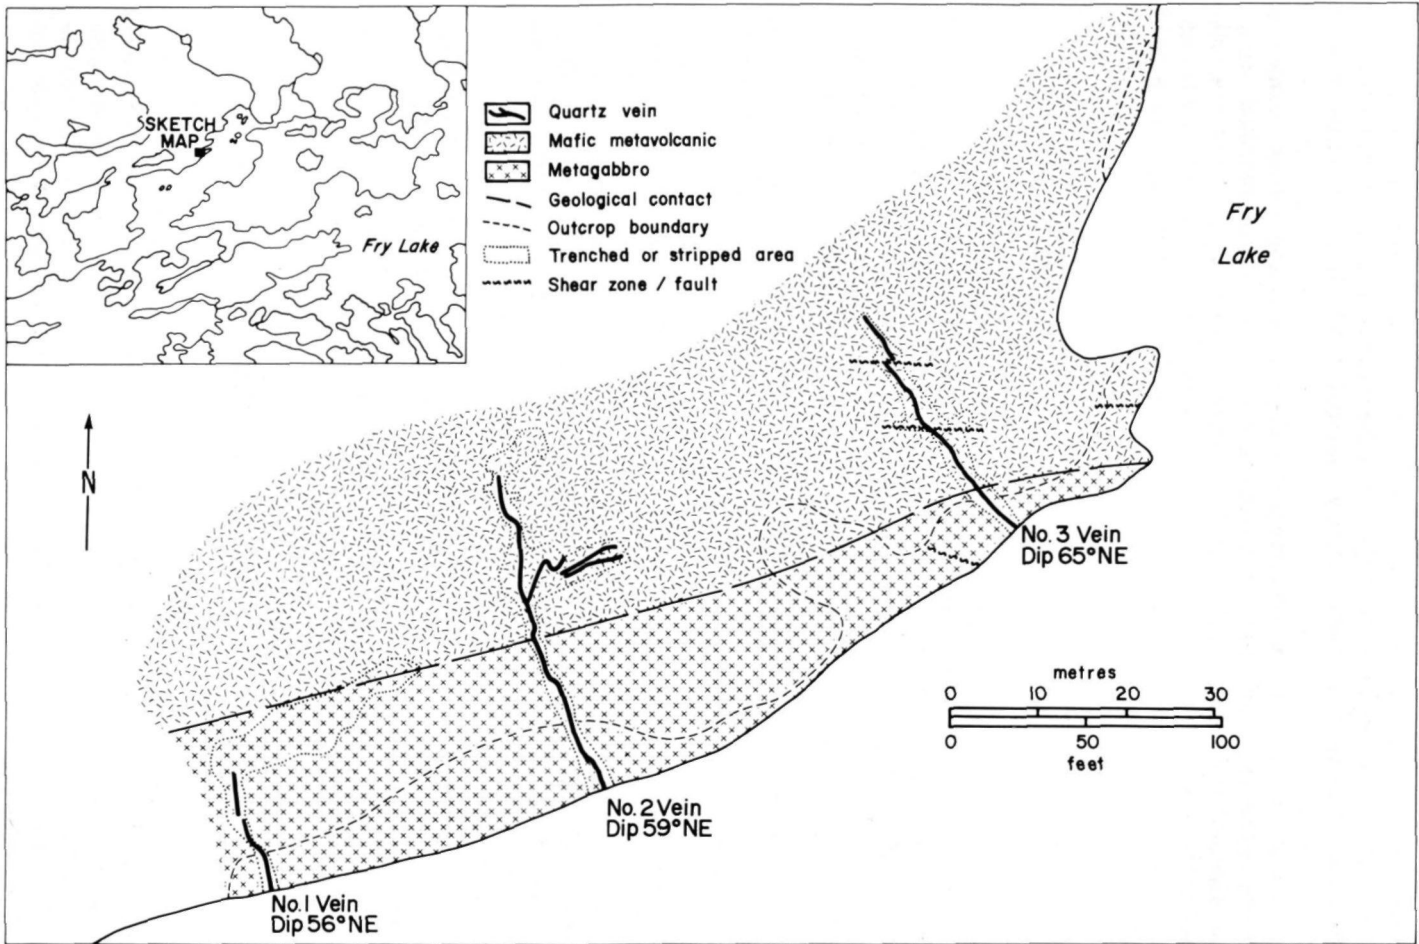 SKETCH
MAP
Fry Lake
Quartz vein
Mafic metavolcanic
Metagabbro
Geological contact
Outcrop boundary
Trenched or stripped area
Shear zone / fault
Fry
Lake
N
No. 3 Vein
Dip 65° NE
metres
0 10 20 30
0 50 100
feet
No. 2 Vein
Dip 59° NE
No. 1 Vein
Dip 56° NE